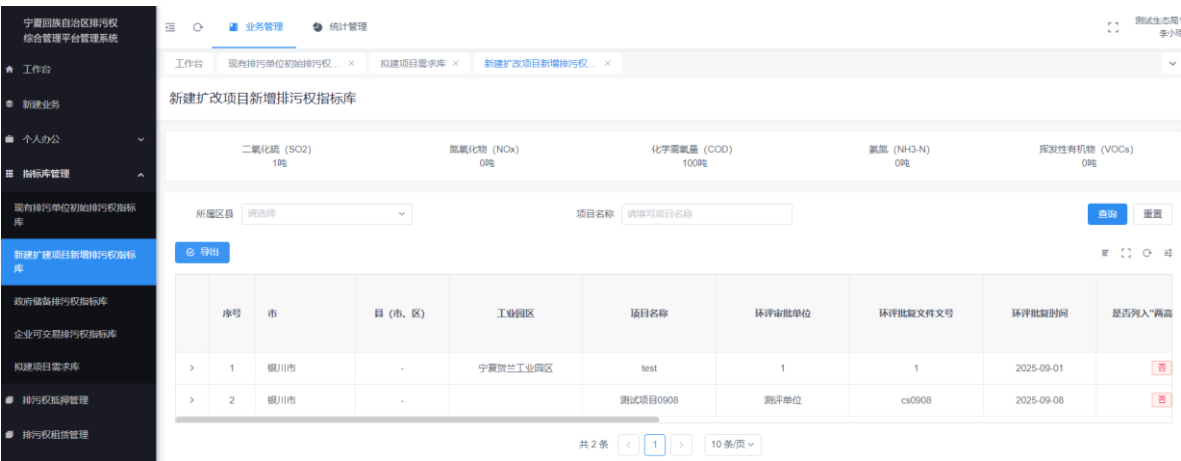 宁夏回族自治区排污权
综合管理平台管理系统
业务管理 统计管理
测试生态局
工作台
新建业务
个人办公
指标库管理
现有排污单位初始排污权指标
库
新建扩建项目新增排污权指标
库
政府储备排污权指标库
企业可交易排污权指标库
拟建项目需求库
排污权抵押管理
排污权租赁管理
工作台 现有排污单位初始排污权... × 拟建项目需求库 × 新建扩改项目新增排污权... ×
新建扩改项目新增排污权指标库
二氧化硫 (SO2) 氮氧化物 (NOx) 化学需氧量 (COD) 氨氮 (NH3-N) 挥发性有机物 (VOCs)
1吨 0吨 100吨 0吨 0吨
所属区县 请选择 项目名称 请填写项目名称 查询 重置
导出
序号 市 县 (市、区) 工业园区 项目名称 环评审批单位 环评批复文件文号 环评批复时间 是否列入"两高
1 银川市 - 宁夏贺兰工业园区 test 1 1 2025-09-01 否
2 银川市 - 测试项目0908 测评单位 cs0908 2025-09-08 否
共 2 条 < 1 > 10 条/页